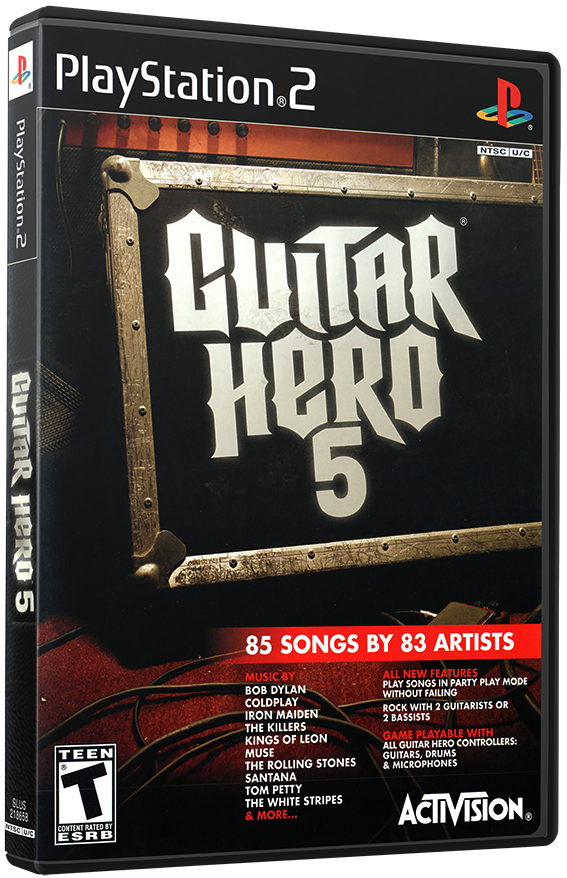 PlayStation®2
NTSC U/C
GUITAR
HERO®
5
85 SONGS BY 83 ARTISTS
MUSIC BY
BOB DYLAN
COLDPLAY
IRON MAIDEN
THE KILLERS
KINGS OF LEON
MUSE
THE ROLLING STONES
SANTANA
TOM PETTY
THE WHITE STRIPES
& MORE...
ALL NEW FEATURES
PLAY SONGS IN PARTY PLAY MODE
WITHOUT FAILING
ROCK WITH 2 GUITARISTS OR
2 BASSISTS
GAME PLAYABLE WITH
ALL GUITAR HERO CONTROLLERS:
GUITARS, DRUMS
& MICROPHONES
TEEN
T
CONTENT RATED BY
ESRB
ACTIVISION®
PlayStation®2
GUITAR HERO 5
SLUS
21865B
NTSC U/C